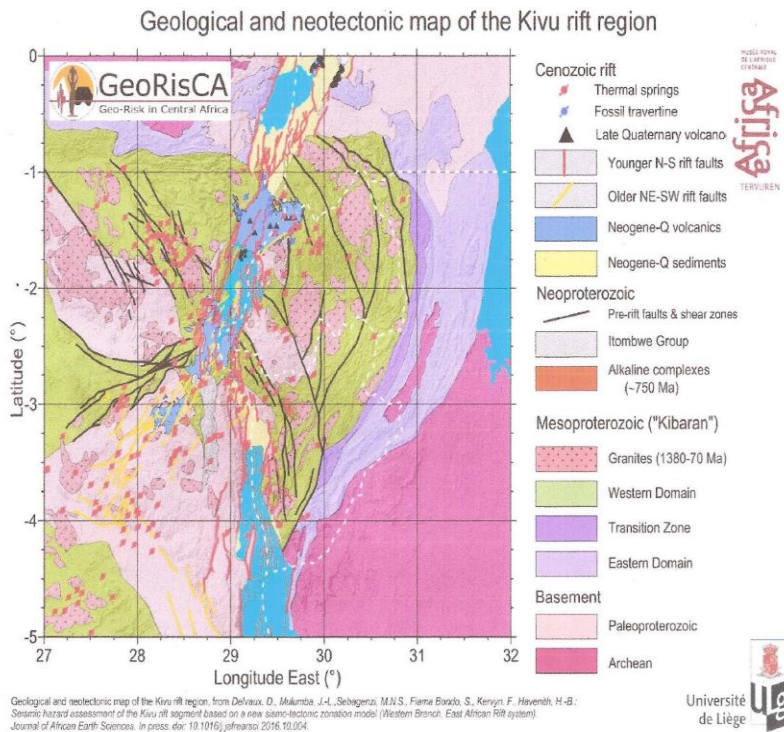 Geological and neotectonic map of the Kivu rift region
GeoRisCA
Geo-Risk in Central Africa
0
-1
-2
-3
-4
-5
Latitude (°)
27
28
29
30
31
32
Longitude East (°)
Cenozoic rift
Thermal springs
Fossil travertine
Late Quaternary volcano
Younger N-S rift faults
Older NE-SW rift faults
Neogene-Q volcanics
Neogene-Q sediments
Neoproterozoic
Pre-rift faults & shear zones
Itombwe Group
Alkaline complexes
(~750 Ma)
Mesoproterozoic ("Kibaran")
Granites (1380-70 Ma)
Western Domain
Transition Zone
Eastern Domain
Basement
Paleoproterozoic
Archean
MUSÉE ROYAL
DE L'AFRIQUE
CENTRALE
TERVUREN
Université
de Liège
ULg
Geological and neotectonic map of the Kivu rift region, from Delvaux, D., Mulumba, J.-L., Sebagenzi, M.N.S., Fiama Bondo, S., Kervyn, F., Havenith, H.-B.:
Seismic hazard assessment of the Kivu rift segment based on a new sismo-tectonic zonation model (Western Branch, East African Rift system).
Journal of African Earth Sciences. In press. doi: 10.1016/j.jafrearsci.2016.10.004.